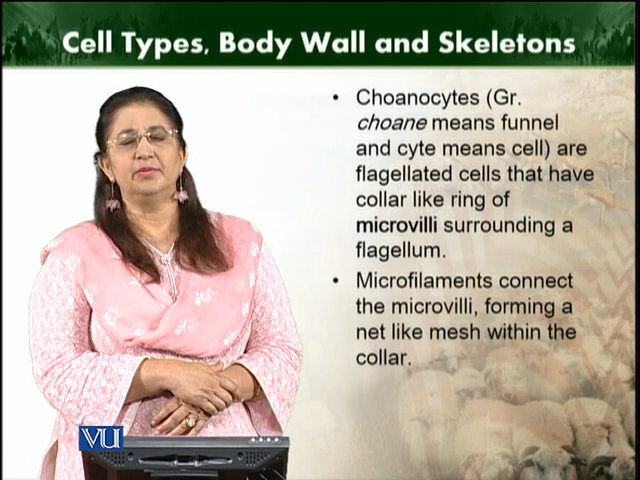 Cell Types, Body Wall and Skeletons
• Choanocytes (Gr.
choane means funnel
and cyte means cell) are
flagellated cells that have
collar like ring of
microvilli surrounding a
flagellum.
• Microfilaments connect
the microvilli, forming a
net like mesh within the
collar.
VU